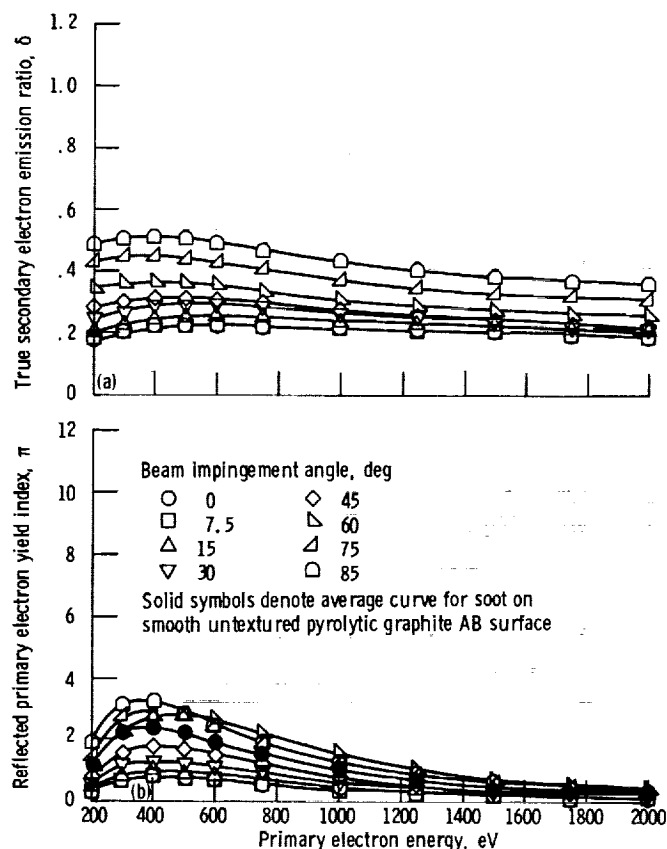 True secondary electron emission ratio, δ
1.2
1.0
.8
.6
.4
.2
0
(a)
Reflected primary electron yield index, π
12
10
8
6
4
2
0
Beam impingement angle, deg
0 45
7.5 60
15 75
30 85
Solid symbols denote average curve for soot on
smooth untextured pyrolytic graphite AB surface
(b)
200 400 600 800 1000 1200 1400 1600 1800 2000
Primary electron energy, eV